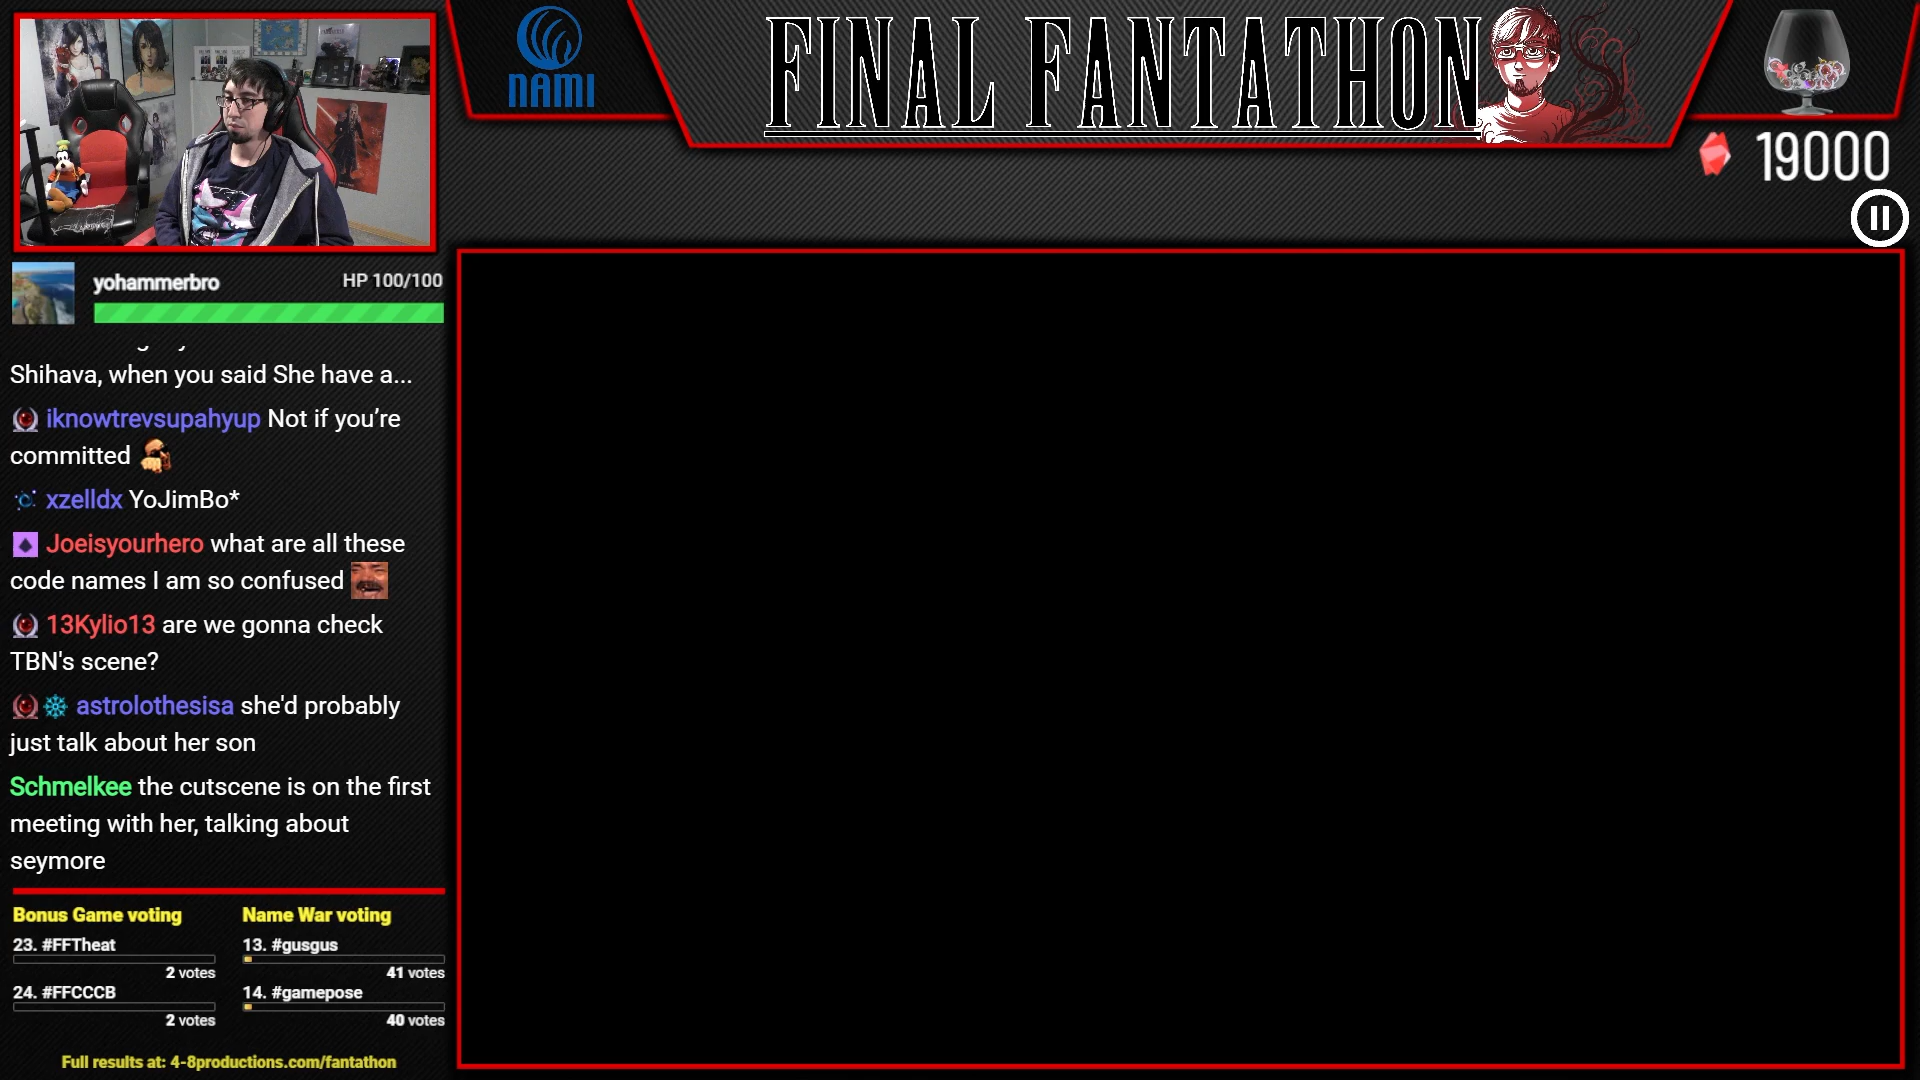 NAMI
FINAL FANTATHON
19000
yohammerbro
HP 100/100
Shihava, when you said She have a...
iknowtrevsupahyup Not if you’re
committed
xzelldx YoJimBo*
Joeisyourhero what are all these
code names I am so confused
13Kylio13 are we gonna check
TBN's scene?
astrolothesisa she'd probably
just talk about her son
Schmelkee the cutscene is on the first
meeting with her, talking about
seymore
Bonus Game voting
23. #FFTheat
2 votes
24. #FFCCCB
2 votes
Name War voting
13. #gusgus
41 votes
14. #gamepose
40 votes
Full results at: 4-8productions.com/fantathon